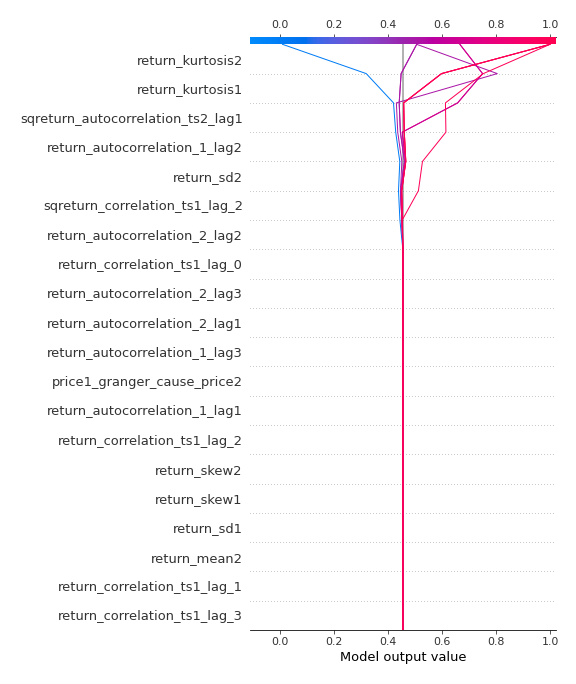 0.0 0.2 0.4 0.6 0.8 1.0
return_kurtosis2
return_kurtosis1
sqreturn_autocorrelation_ts2_lag1
return_autocorrelation_1_lag2
return_sd2
sqreturn_correlation_ts1_lag_2
return_autocorrelation_2_lag2
return_correlation_ts1_lag_0
return_autocorrelation_2_lag3
return_autocorrelation_2_lag1
return_autocorrelation_1_lag3
price1_granger_cause_price2
return_autocorrelation_1_lag1
return_correlation_ts1_lag_2
return_skew2
return_skew1
return_sd1
return_mean2
return_correlation_ts1_lag_1
return_correlation_ts1_lag_3
0.0 0.2 0.4 0.6 0.8 1.0
Model output value